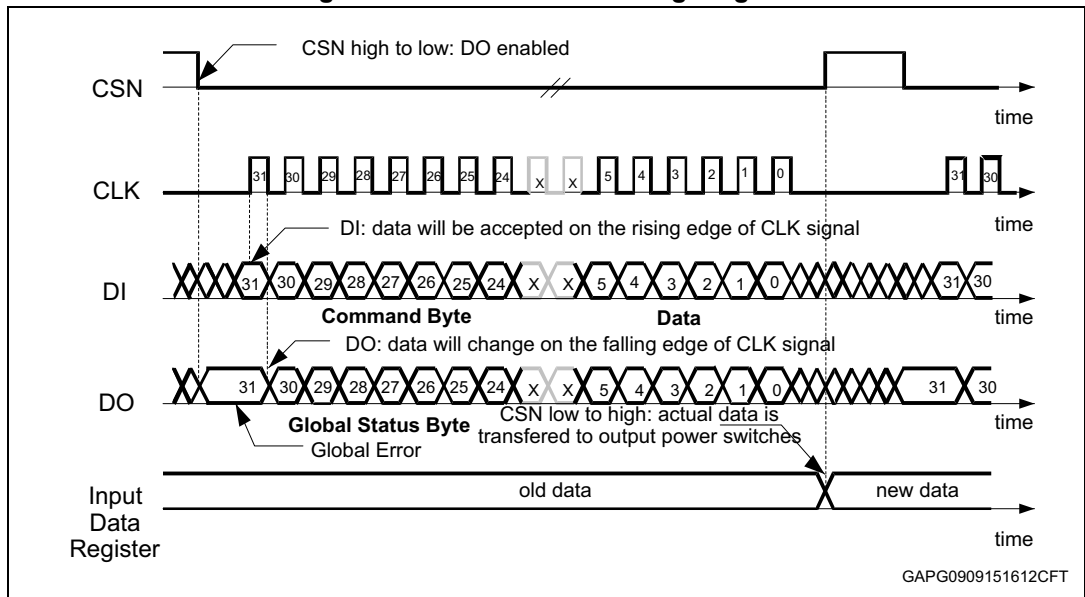 CSN high to low: DO enabled
CSN
time
31 30 29 28 27 26 25 24 X X 5 4 3 2 1 0 31 30
CLK
time
DI: data will be accepted on the rising edge of CLK signal
31 30 29 28 27 26 25 24 X X 5 4 3 2 1 0 31 30
DI
Command Byte Data
time
DO: data will change on the falling edge of CLK signal
31 30 29 28 27 26 25 24 X X 5 4 3 2 1 0 31 30
DO
CSN low to high: actual data is
Global Status Byte transfered to output power switches
time
Global Error
old data new data
Input
Data
Register
time
GAPG0909151612CFT